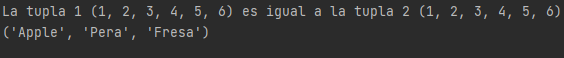 La tupla 1 (1, 2, 3, 4, 5, 6) es igual a la tupla 2 (1, 2, 3, 4, 5, 6)
('Apple', 'Pera', 'Fresa')